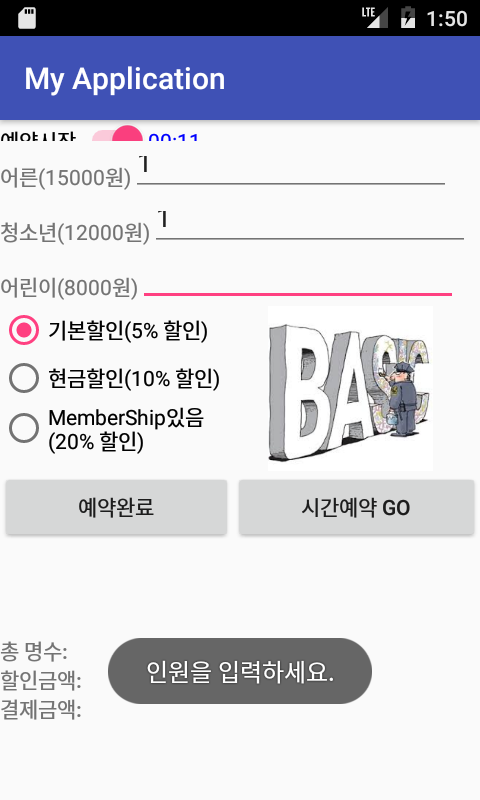 LTE 1:50
My Application
예약시작 00:11
어른(15000원) 1
청소년(12000원) 1
어린이(8000원)
기본할인(5% 할인)
현금할인(10% 할인)
MemberShip있음
(20% 할인)
BASIC
예약완료 시간예약 GO
총 명수:
할인금액:
결제금액:
인원을 입력하세요.